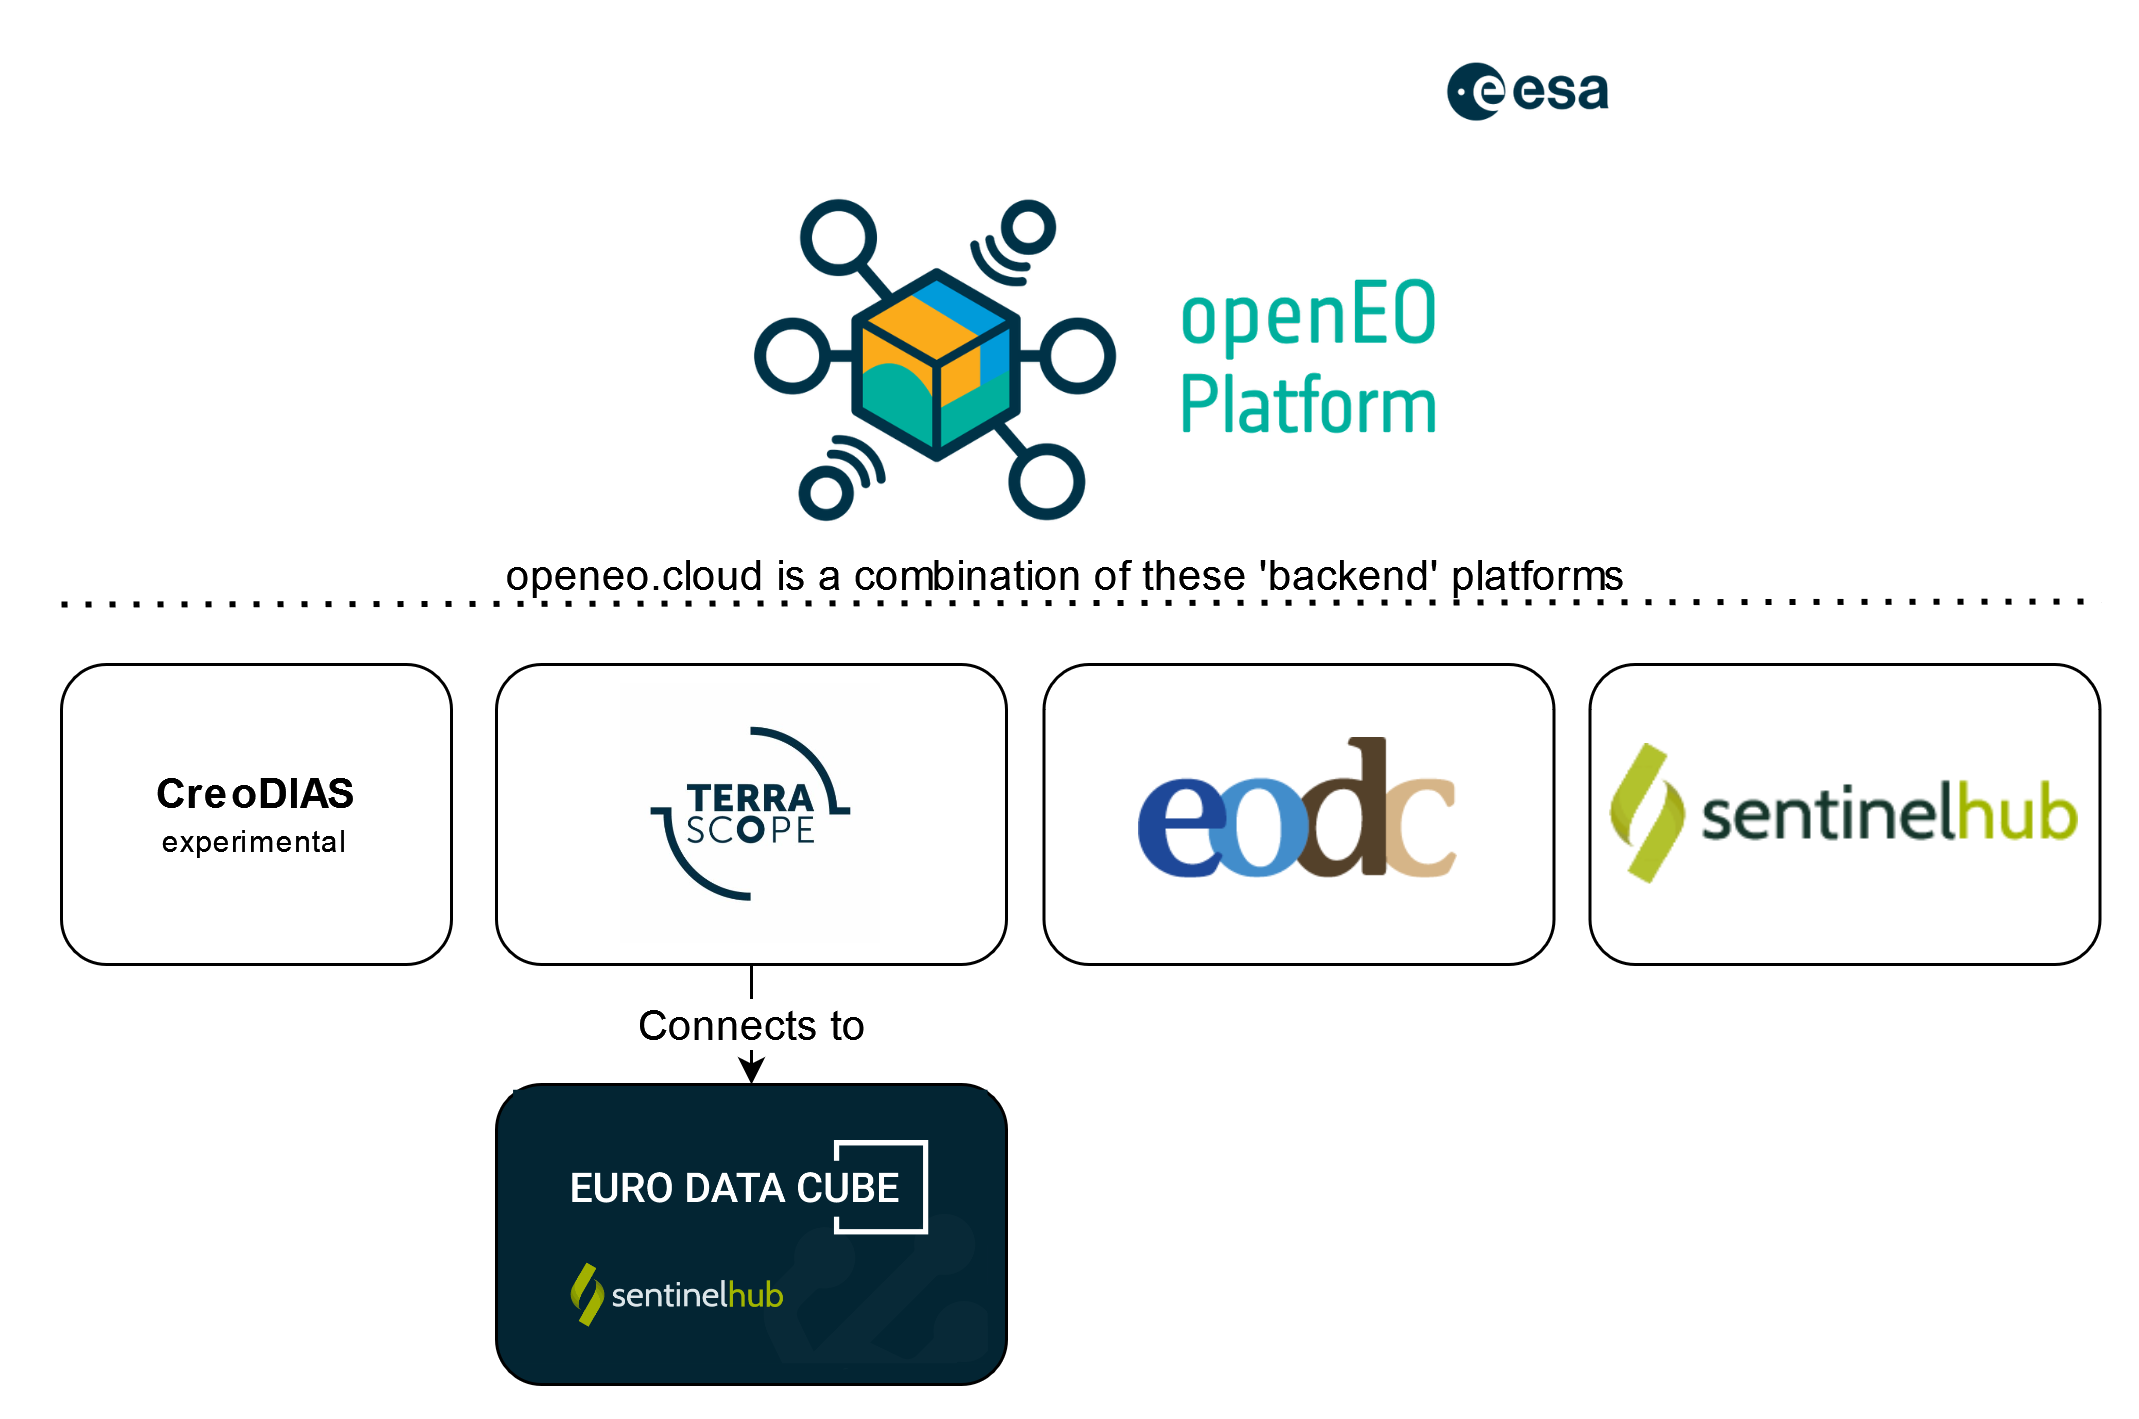 esa
openEO
Platform
openeo.cloud is a combination of these 'backend' platforms
CreoDIAS
experimental
TERRA
SCOPE
eodc
sentinelhub
Connects to
EURO DATA CUBE
sentinelhub